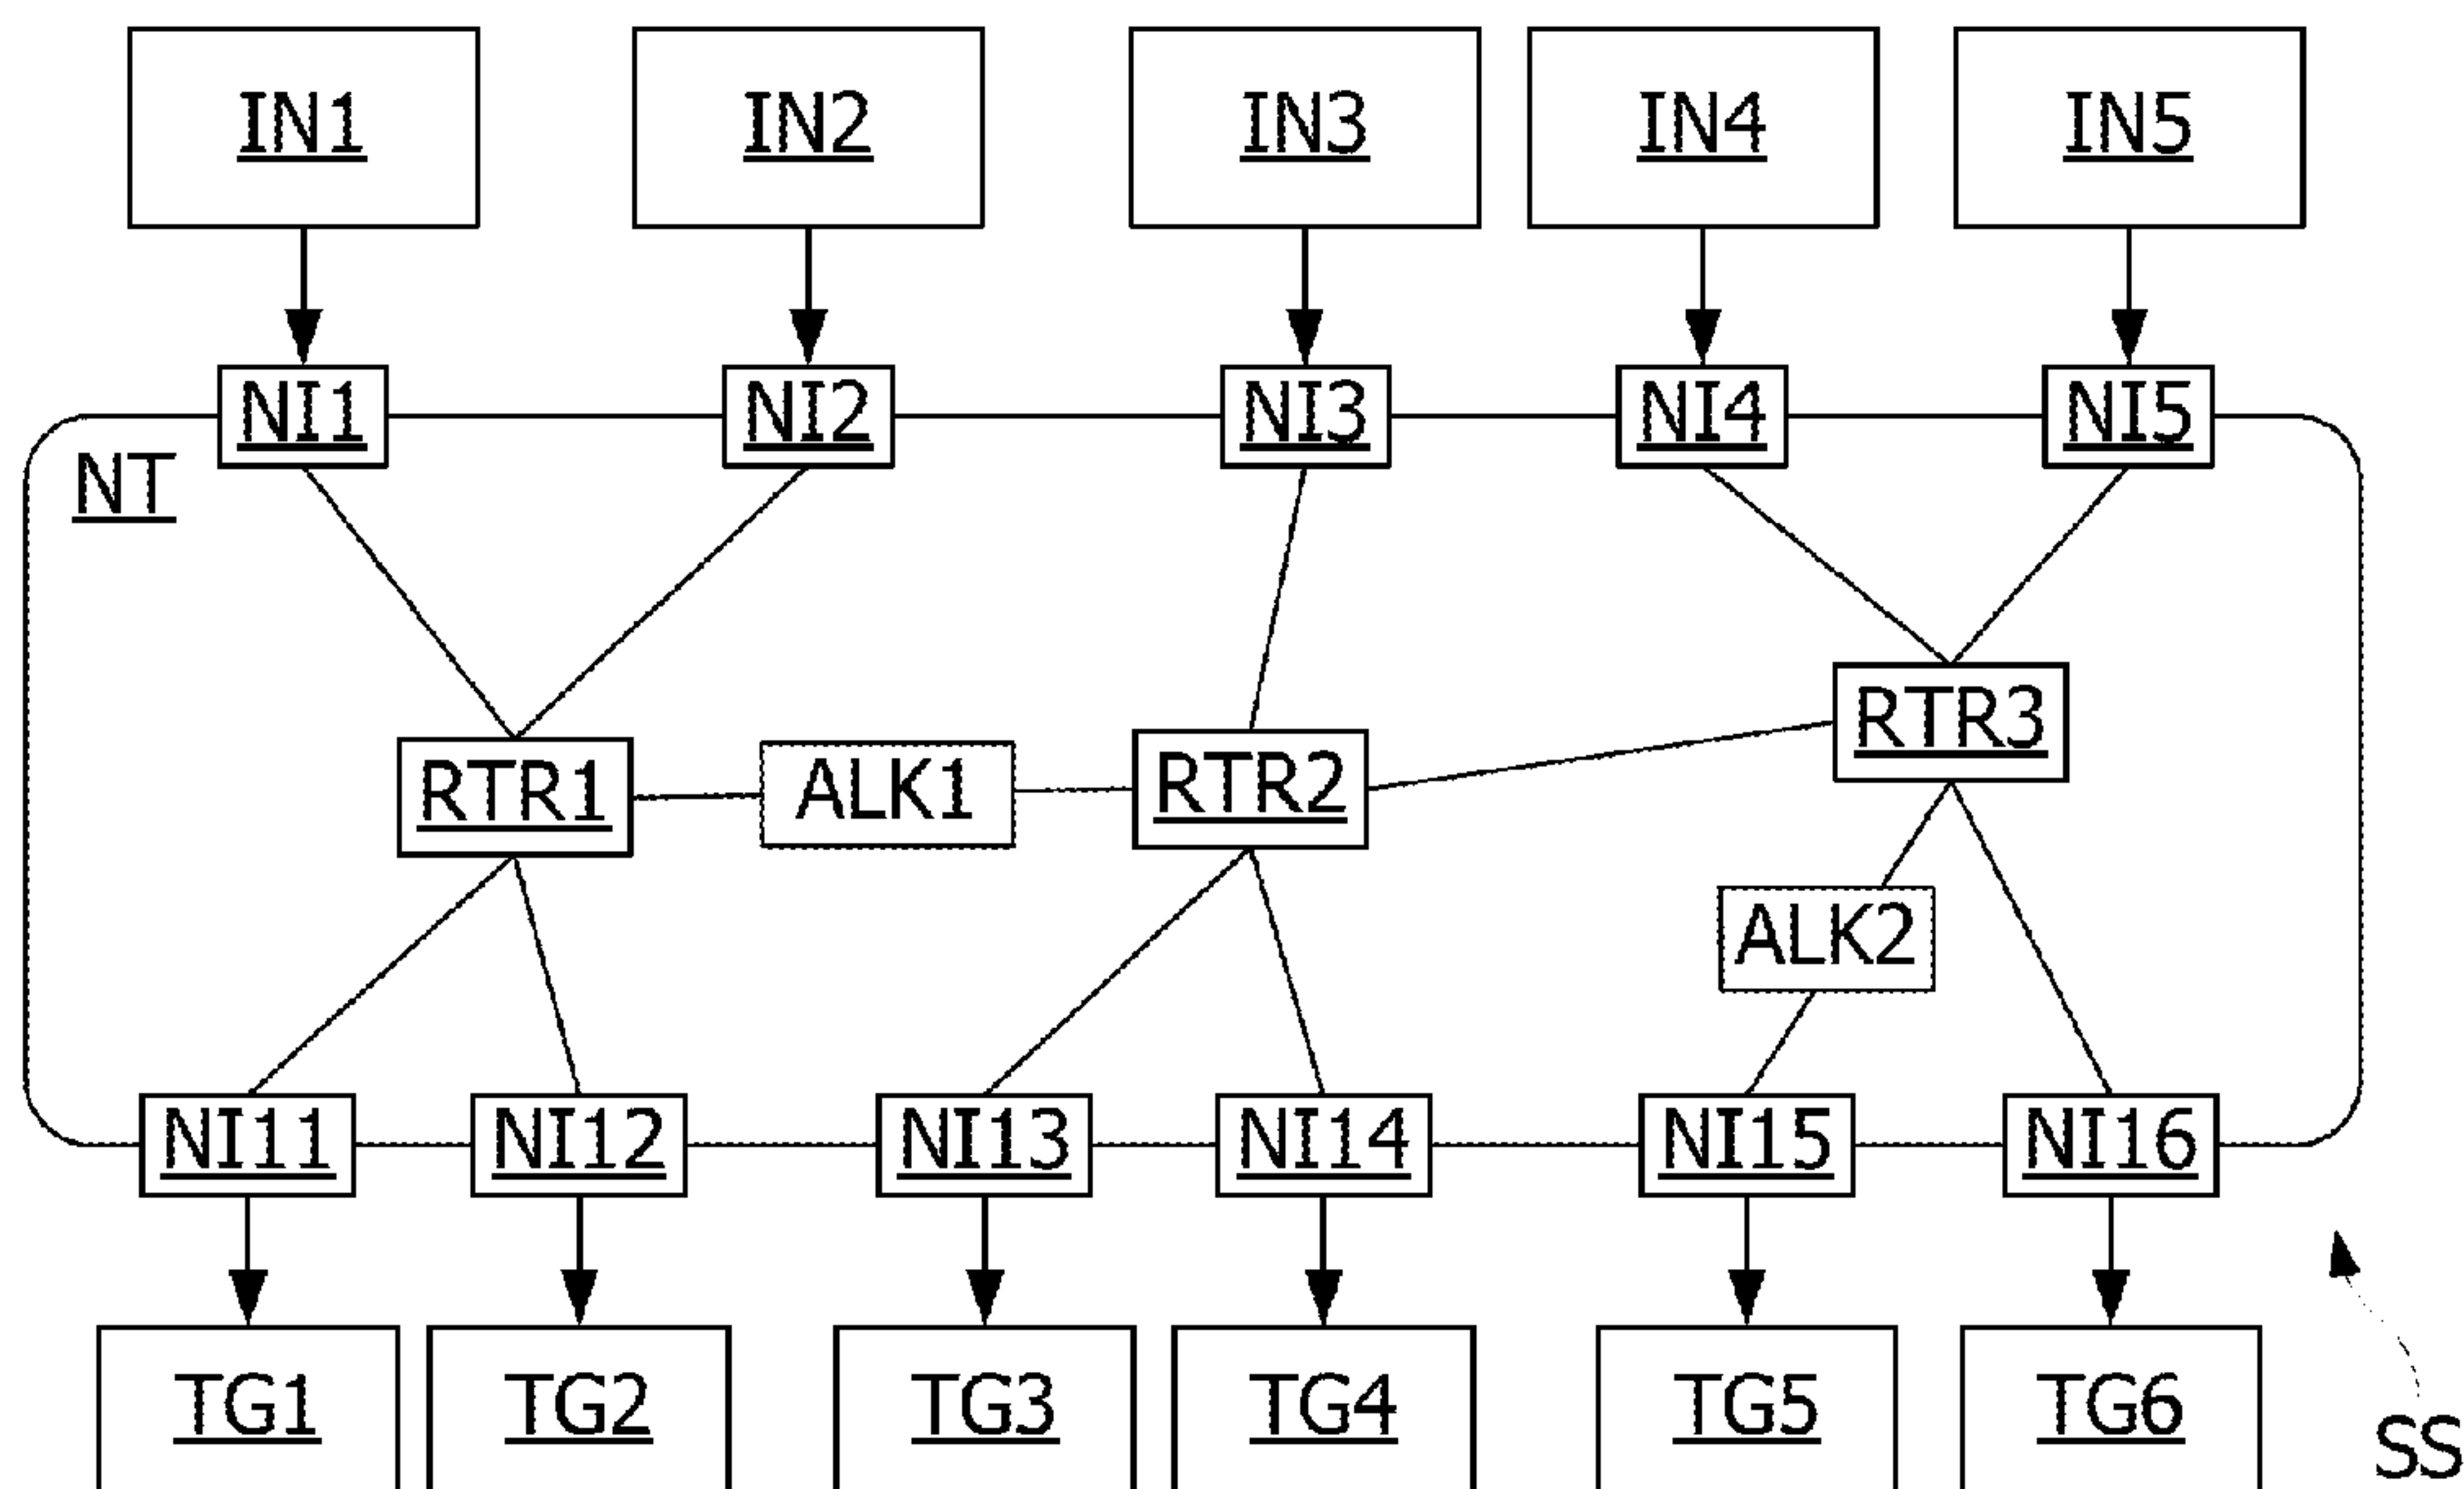 IN1 IN2 IN3 IN4 IN5
NI1 NI2 NI3 NI4 NI5
NT
RTR1 ALK1 RTR2 RTR3
ALK2
NI11 NI12 NI13 NI14 NI15 NI16
TG1 TG2 TG3 TG4 TG5 TG6
SS